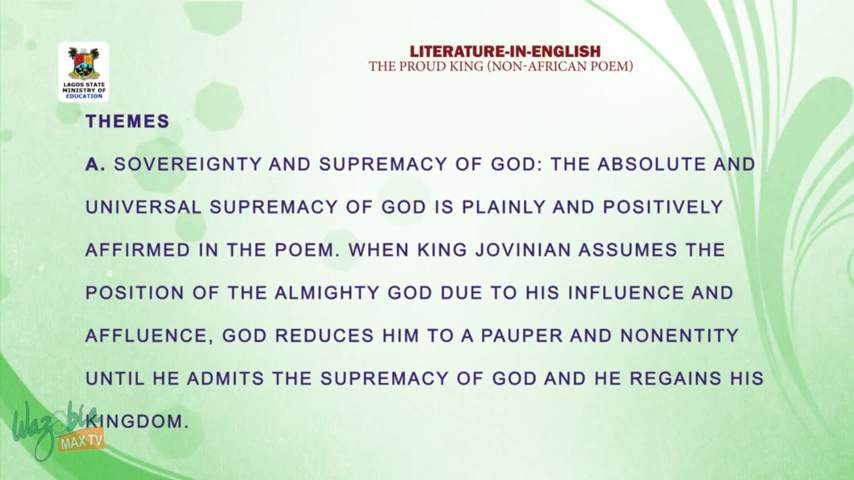 LITERATURE-IN-ENGLISH
THE PROUD KING (NON-AFRICAN POEM)
LAGOS STATE
MINISTRY OF
EDUCATION
THEMES
A. SOVEREIGNTY AND SUPREMACY OF GOD: THE ABSOLUTE AND
UNIVERSAL SUPREMACY OF GOD IS PLAINLY AND POSITIVELY
AFFIRMED IN THE POEM. WHEN KING JOVINIAN ASSUMES THE
POSITION OF THE ALMIGHTY GOD DUE TO HIS INFLUENCE AND
AFFLUENCE, GOD REDUCES HIM TO A PAUPER AND NONENTITY
UNTIL HE ADMITS THE SUPREMACY OF GOD AND HE REGAINS HIS
KINGDOM.
Wazobia
MAX TV